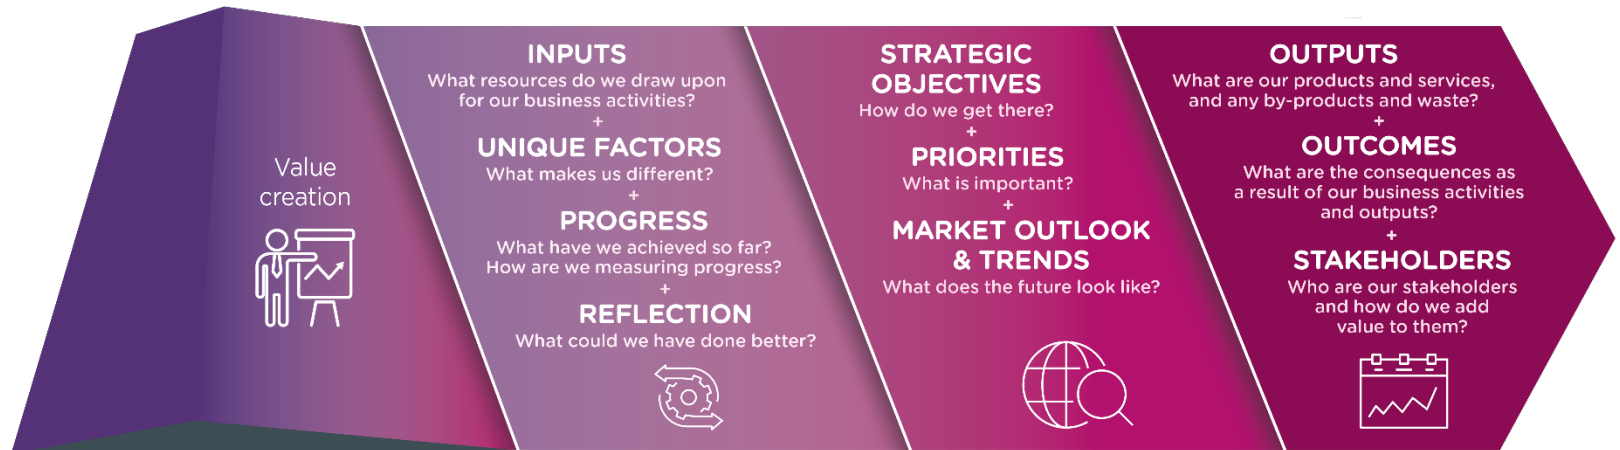 Value
creation
INPUTS
What resources do we draw upon
for our business activities?
+
UNIQUE FACTORS
What makes us different?
+
PROGRESS
What have we achieved so far?
How are we measuring progress?
+
REFLECTION
What could we have done better?
STRATEGIC
OBJECTIVES
How do we get there?
+
PRIORITIES
What is important?
+
MARKET OUTLOOK
& TRENDS
What does the future look like?
OUTPUTS
What are our products and services,
and any by-products and waste?
+
OUTCOMES
What are the consequences as
a result of our business activities
and outputs?
+
STAKEHOLDERS
Who are our stakeholders
and how do we add
value to them?